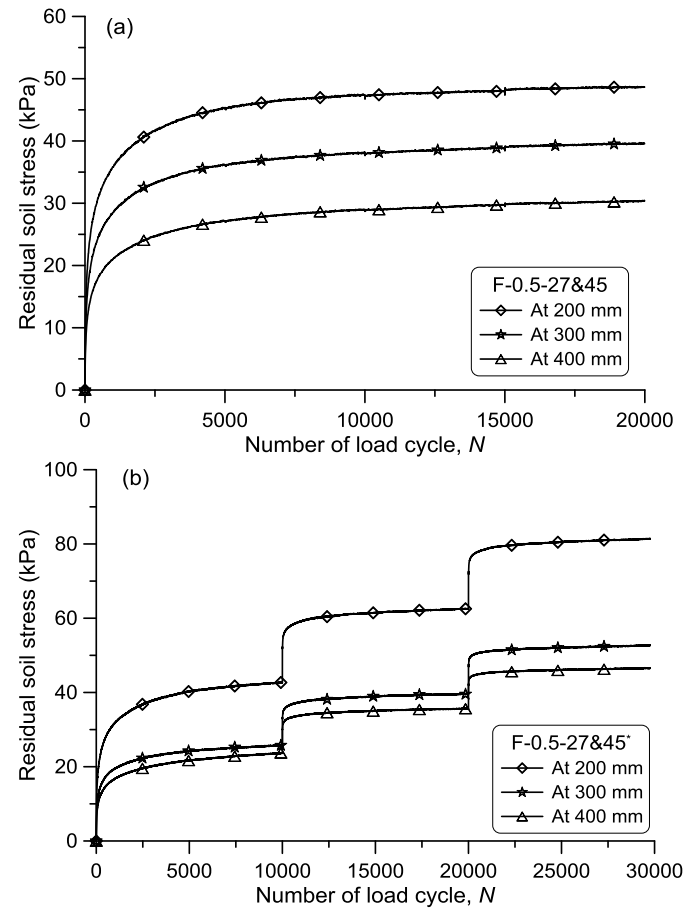 (a)
60
50
40
30
20
10
0
Residual soil stress (kPa)
F-0.5-27&45
At 200 mm
At 300 mm
At 400 mm
0 5000 10000 15000 20000
Number of load cycle, N
(b)
100
80
60
40
20
0
Residual soil stress (kPa)
F-0.5-27&45*
At 200 mm
At 300 mm
At 400 mm
0 5000 10000 15000 20000 25000 30000
Number of load cycle, N